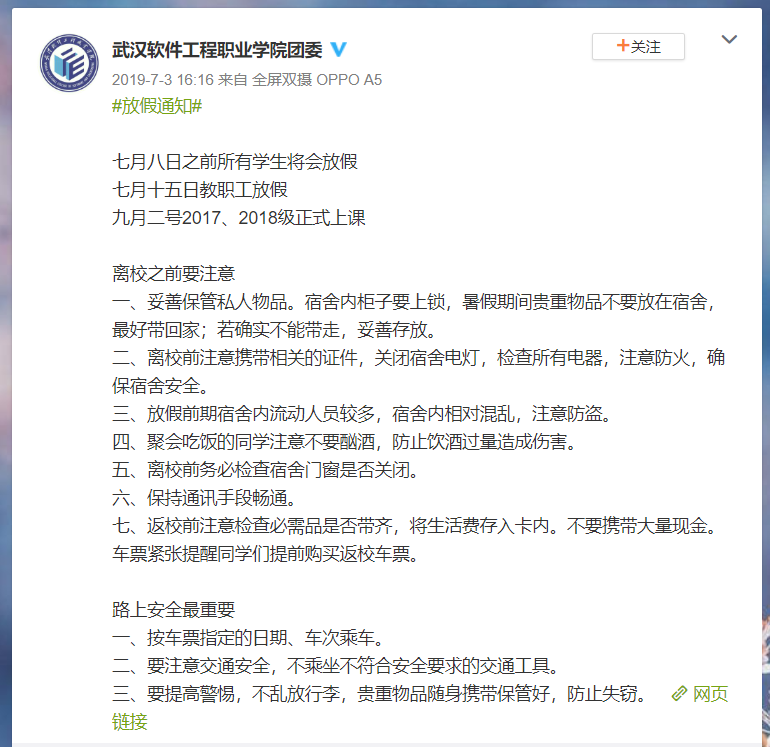 武汉软件工程职业学院团委
+关注
2019-7-3 16:16 来自 全屏双摄 OPPO A5
#放假通知#
七月八日之前所有学生将会放假
七月十五日教职工放假
九月二号2017、2018级正式上课
离校之前要注意
一、妥善保管私人物品。宿舍内柜子要上锁，暑假期间贵重物品不要放在宿舍，
最好带回家；若确实不能带走，妥善存放。
二、离校前注意携带相关的证件，关闭宿舍电灯，检查所有电器，注意防火，确
保宿舍安全。
三、放假前期宿舍内流动人员较多，宿舍内相对混乱，注意防盗。
四、聚会吃饭的同学注意不要酗酒，防止饮酒过量造成伤害。
五、离校前务必检查宿舍门窗是否关闭。
六、保持通讯手段畅通。
七、返校前注意检查必需品是否带齐，将生活费存入卡内。不要携带大量现金。
车票紧张提醒同学们提前购买返校车票。
路上安全最重要
一、按车票指定的日期、车次乘车。
二、要注意交通安全，不乘坐不符合安全要求的交通工具。
三、要提高警惕，不乱放行李，贵重物品随身携带保管好，防止失窃。 网页
链接